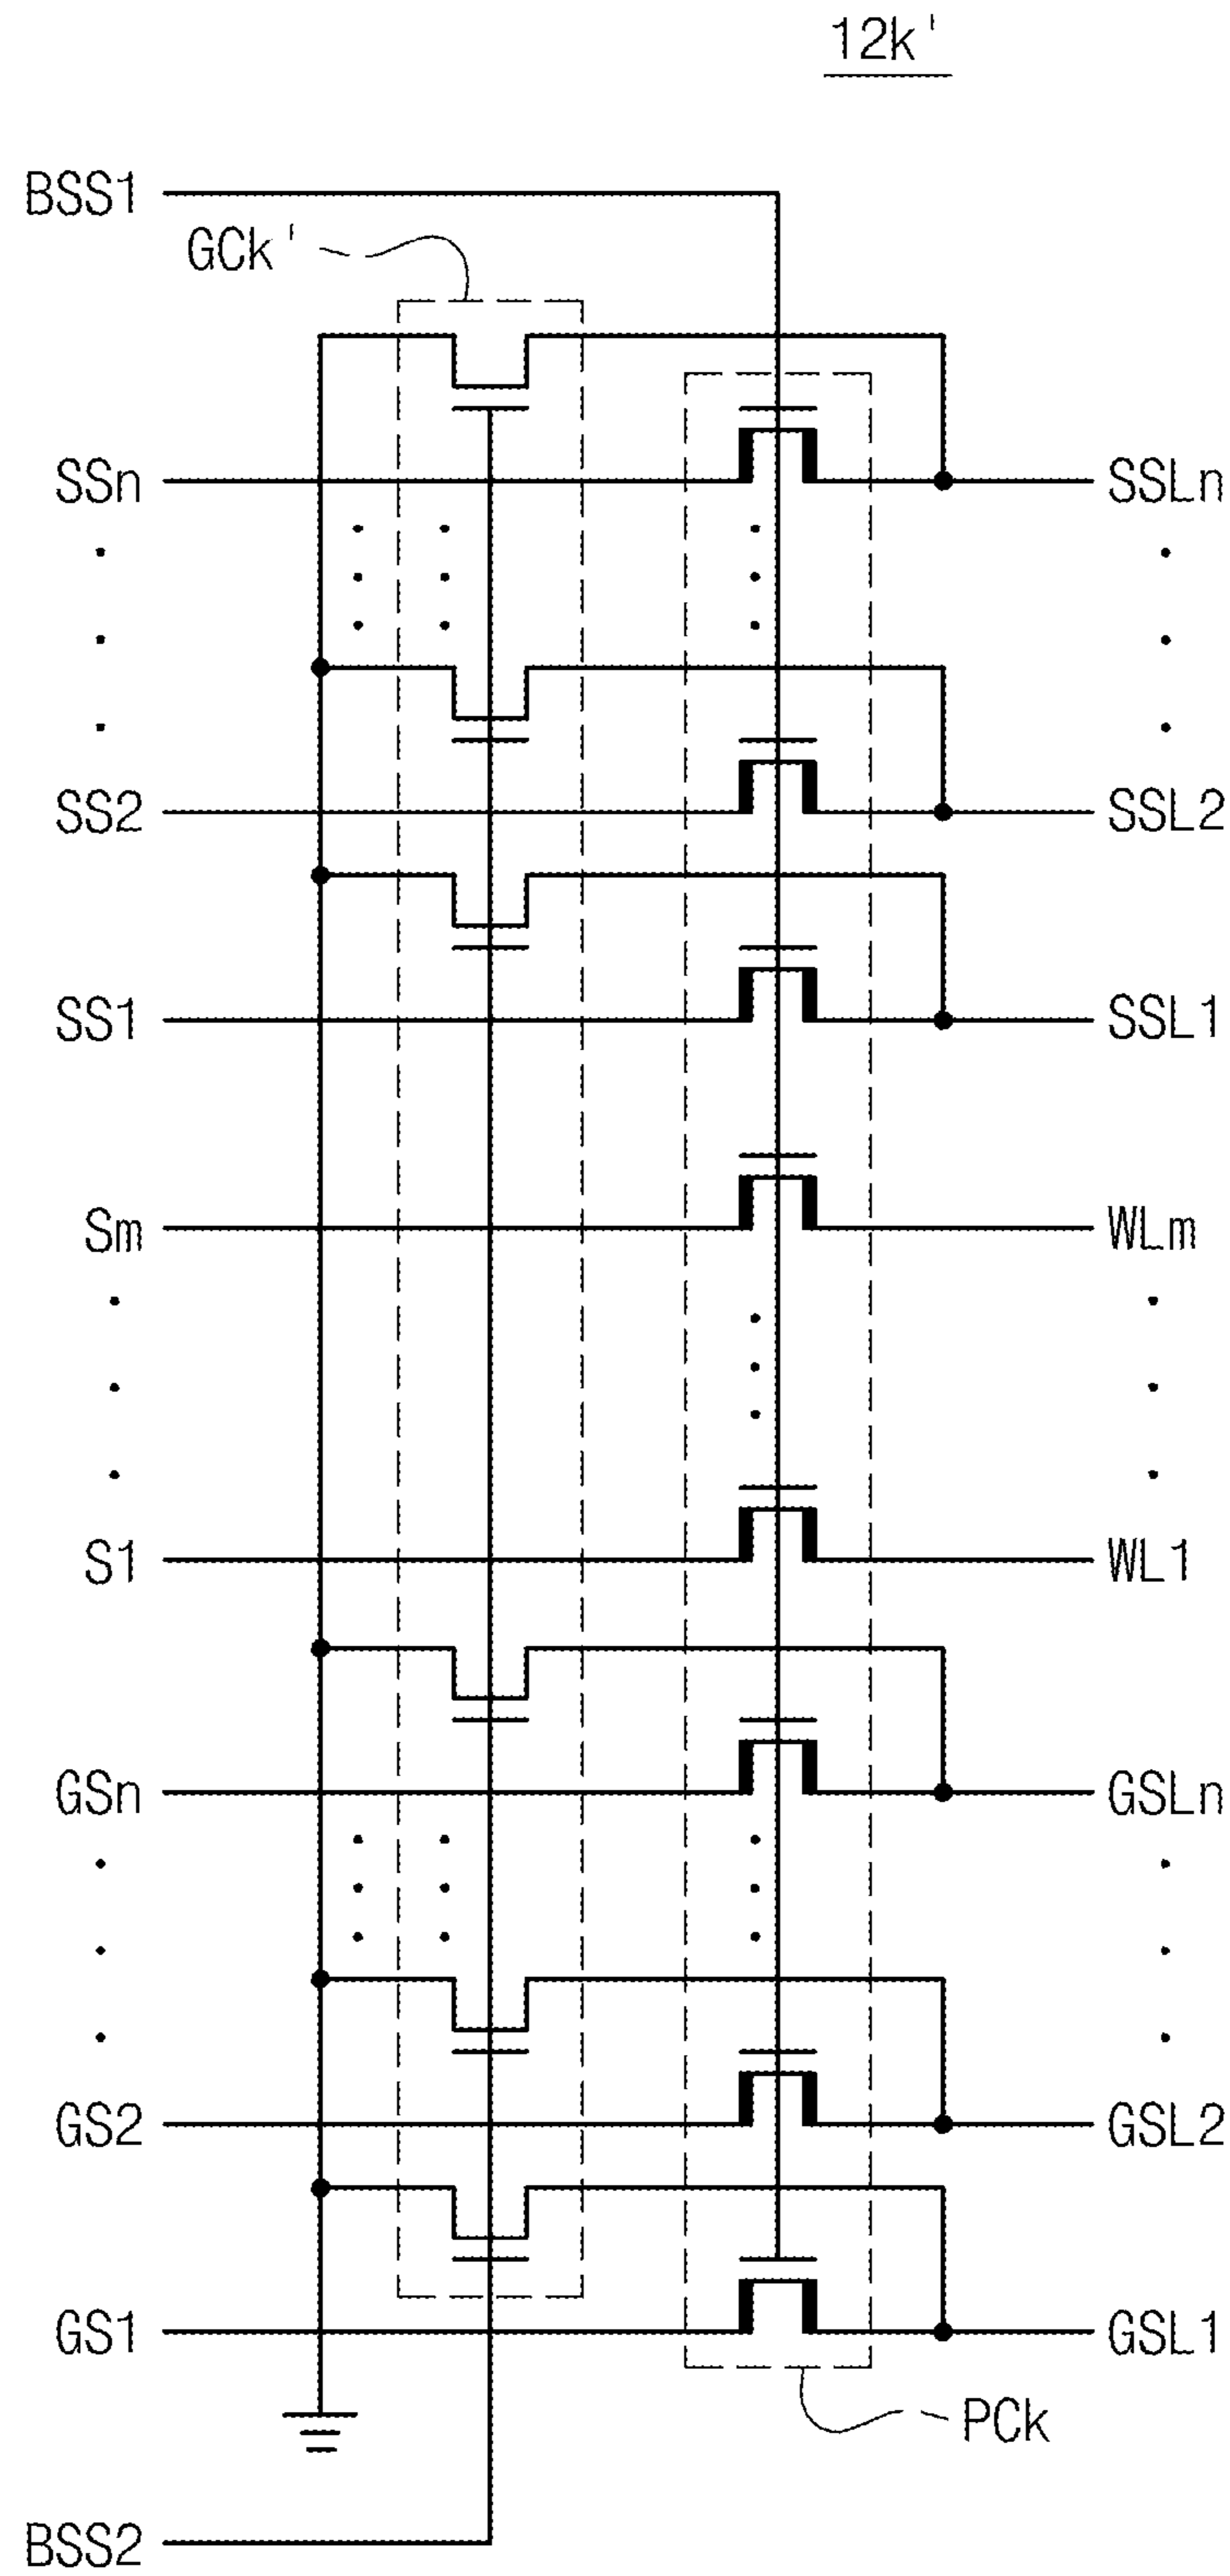 12k'
BSS1
GCk'
SSn SSLn
SS2 SSL2
SS1 SSL1
Sm WLm
S1 WL1
GSn GSLn
GS2 GSL2
GS1 GSL1
PCk
BSS2